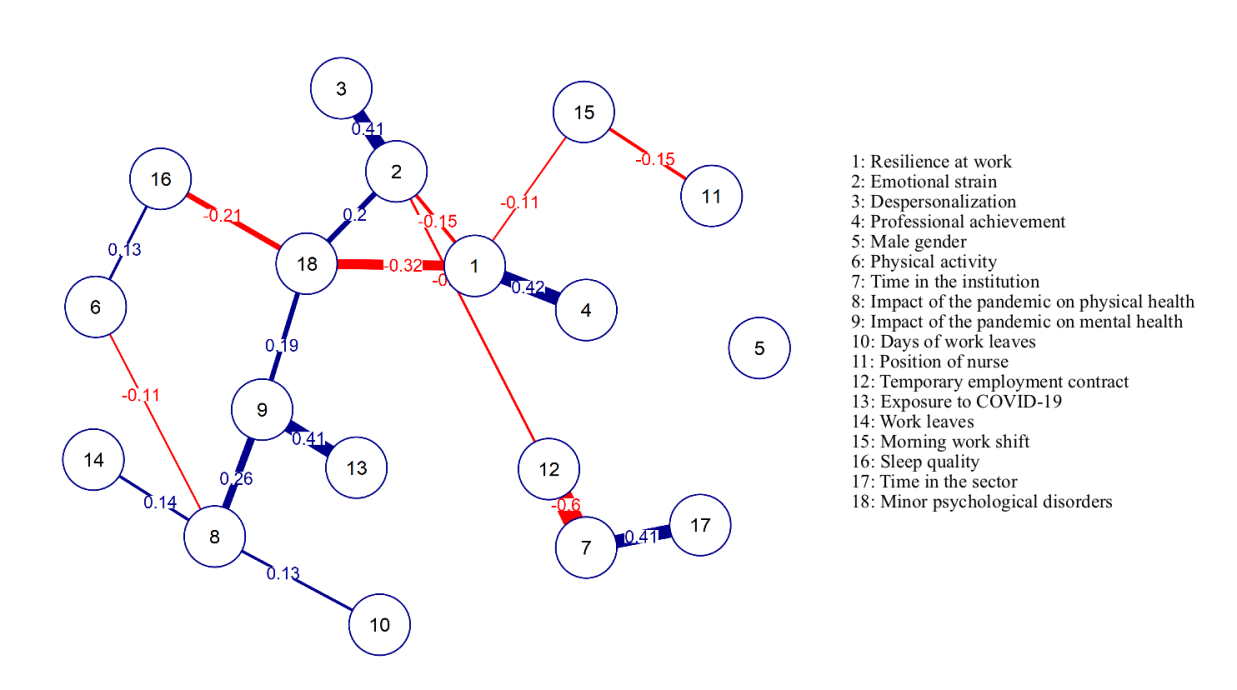 3
15
0.41
-0.15
2
16
11
-0.21
0.2
-0.11
-0.15
0.13
18
-0.32
1
-0.
0.42
6
4
0.19
5
-0.11
9
0.41
14
13
12
0.26
0.14
-0.6
17
8
7
0.41
0.13
10
1: Resilience at work
2: Emotional strain
3: Despersonalization
4: Professional achievement
5: Male gender
6: Physical activity
7: Time in the institution
8: Impact of the pandemic on physical health
9: Impact of the pandemic on mental health
10: Days of work leaves
11: Position of nurse
12: Temporary employment contract
13: Exposure to COVID-19
14: Work leaves
15: Morning work shift
16: Sleep quality
17: Time in the sector
18: Minor psychological disorders